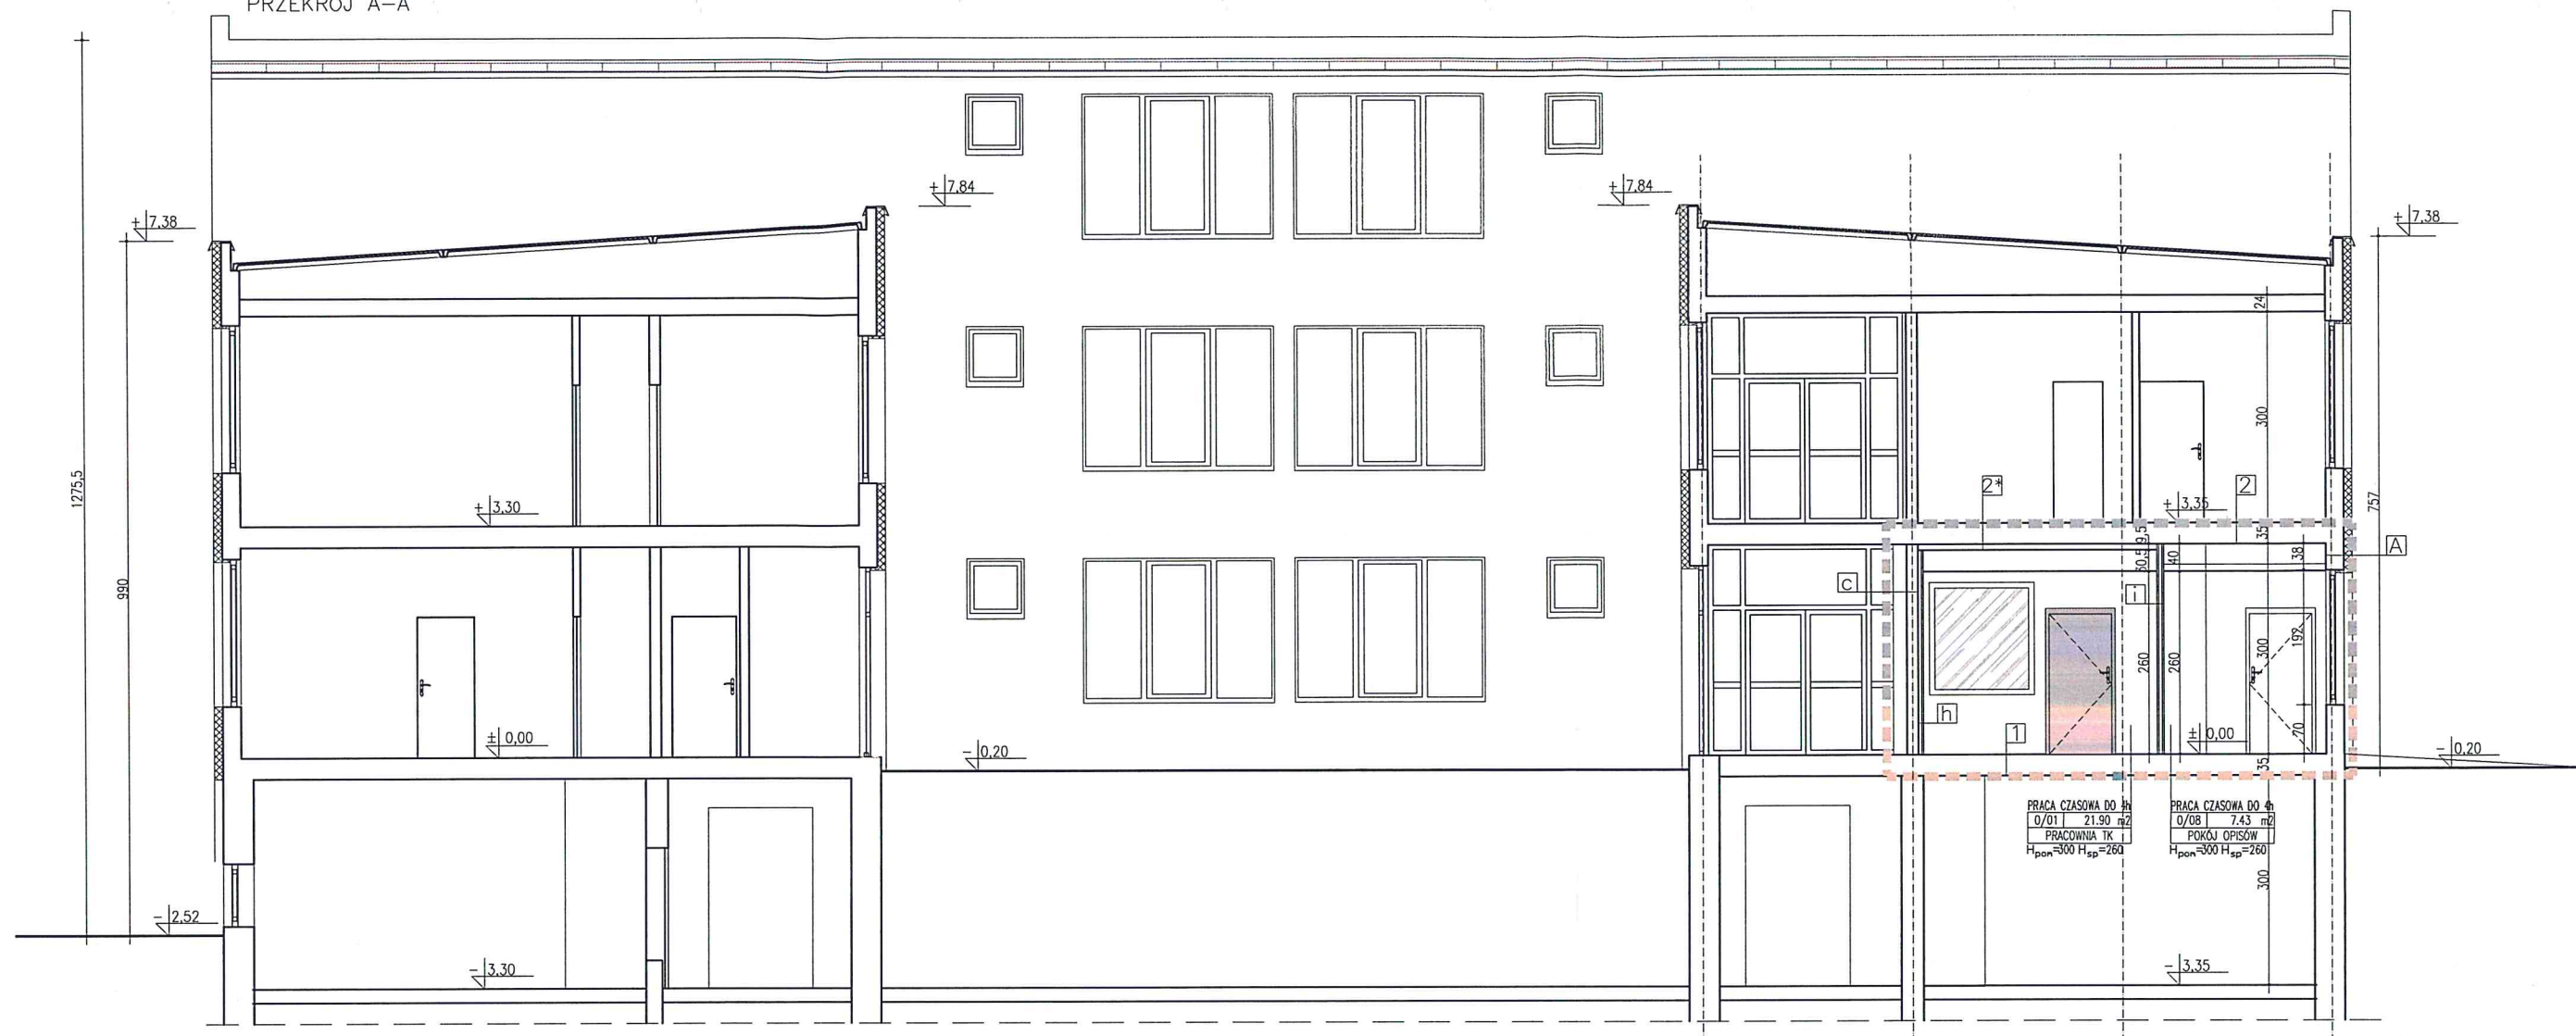 PRZEKRÓJ A-A
+7,84
+7,84
+7,38
+7,38
24
300
1275,5
990
757
+3,30
2*
+3,35
2
35
A
38
40
c
i
h
1
260
260
300
192
70
±0,00
±0,00
-0,20
-0,20
35
PRACA CZASOWA DO 4h
0/01 21.90 m2
PRACOWNIA TK
Hpom=300 Hsp=260
PRACA CZASOWA DO 4h
0/08 7.43 m2
POKÓJ OPISÓW
Hpom=300 Hsp=260
300
-2,52
-3,30
-3,35